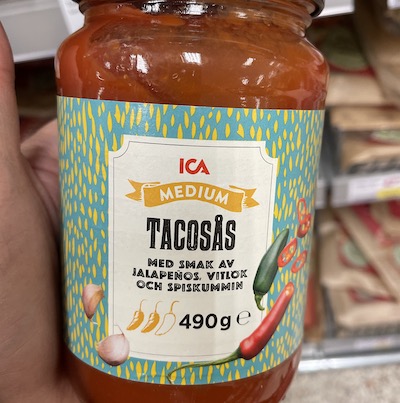 ICA
MEDIUM
TACOSÅS
MED SMAK AV
JALAPEÑOS, VITLÖK
OCH SPISKUMMIN
490g e